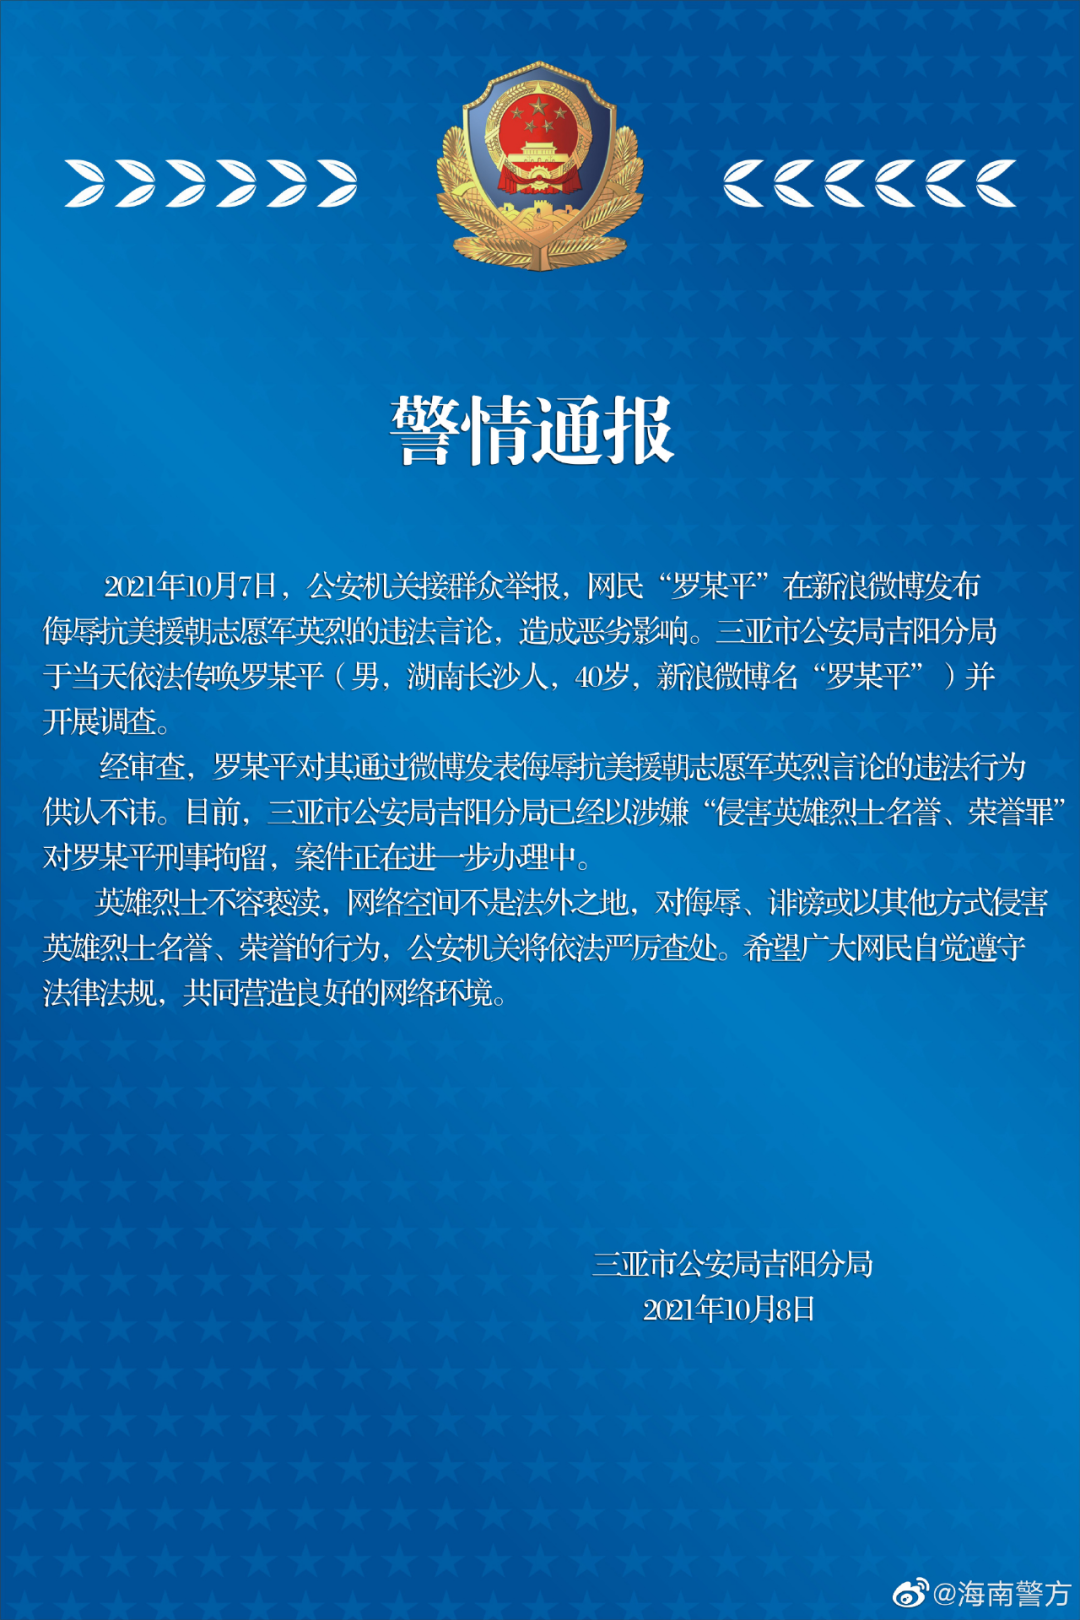 警情通报
2021年10月7日，公安机关接群众举报，网民“罗某平”在新浪微博发布
侮辱抗美援朝志愿军英烈的违法言论，造成恶劣影响。三亚市公安局吉阳分局
于当天依法传唤罗某平（男，湖南长沙人，40岁，新浪微博名“罗某平”）并
开展调查。
经审查，罗某平对其通过微博发表侮辱抗美援朝志愿军英烈言论的违法行为
供认不讳。目前，三亚市公安局吉阳分局已经以涉嫌“侵害英雄烈士名誉、荣誉罪”
对罗某平刑事拘留，案件正在进一步办理中。
英雄烈士不容亵渎，网络空间不是法外之地，对侮辱、诽谤或以其他方式侵害
英雄烈士名誉、荣誉的行为，公安机关将依法严厉查处。希望广大网民自觉遵守
法律法规，共同营造良好的网络环境。
三亚市公安局吉阳分局
2021年10月8日
@海南警方